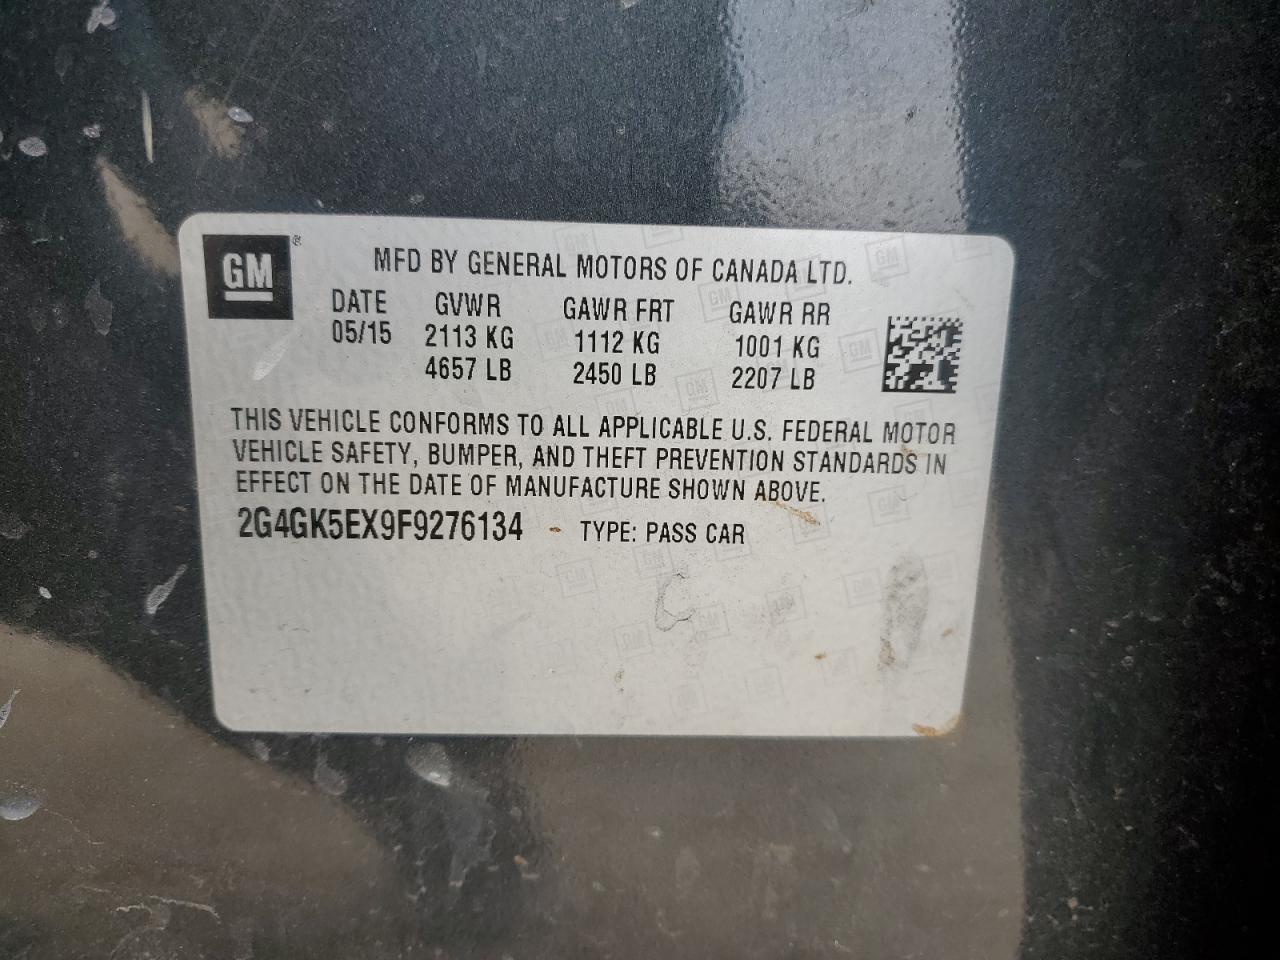 GM®
MFD BY GENERAL MOTORS OF CANADA LTD.
DATE GVWR GAWR FRT GAWR RR
05/15 2113 KG 1112 KG 1001 KG
4657 LB 2450 LB 2207 LB
THIS VEHICLE CONFORMS TO ALL APPLICABLE U.S. FEDERAL MOTOR
VEHICLE SAFETY, BUMPER, AND THEFT PREVENTION STANDARDS IN
EFFECT ON THE DATE OF MANUFACTURE SHOWN ABOVE.
2G4GK5EX9F9276134 TYPE: PASS CAR